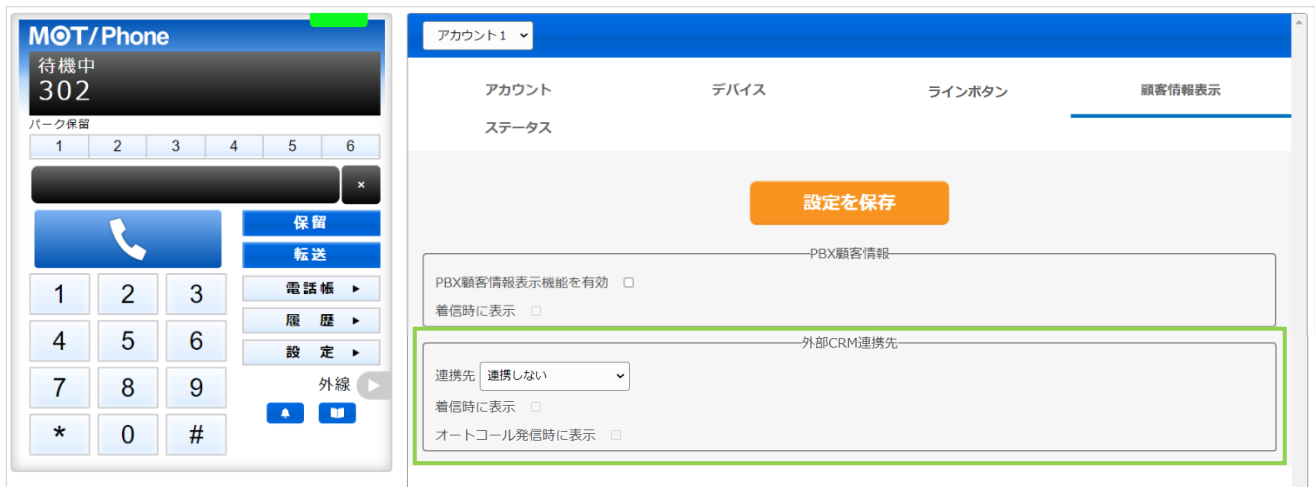 MOT/Phone
待機中
302
パーク保留
1 2 3 4 5 6
×
保留
転送
1 2 3
電話帳
履 歴
4 5 6
設 定
7 8 9
外線
* 0 #
アカウント1
アカウント デバイス ラインボタン 顧客情報表示
ステータス
設定を保存
PBX顧客情報
PBX顧客情報表示機能を有効
着信時に表示
外部CRM連携先
連携先 連携しない
着信時に表示
オートコール発信時に表示